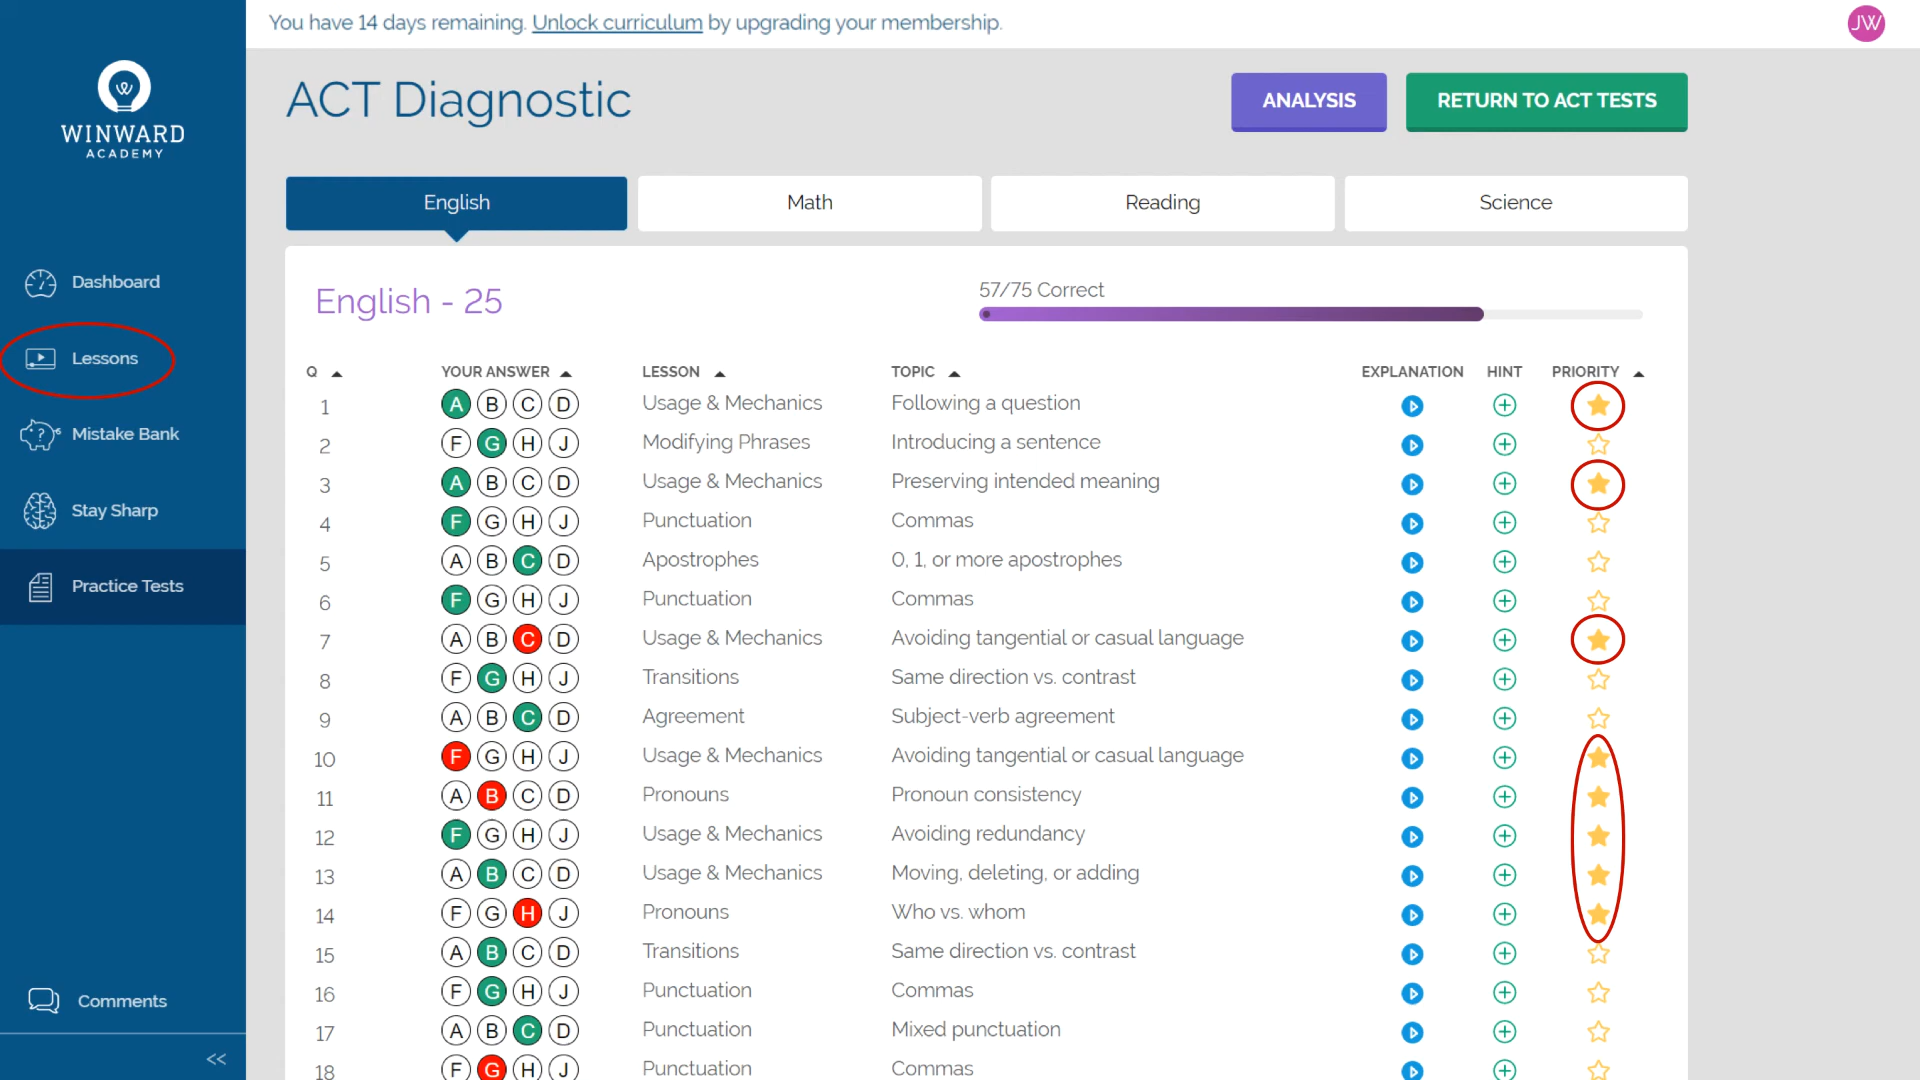 You have 14 days remaining. Unlock curriculum by upgrading your membership.
JW
WINWARD
ACADEMY
Dashboard
Lessons
Mistake Bank
Stay Sharp
Practice Tests
Comments
<<
ACT Diagnostic
ANALYSIS
RETURN TO ACT TESTS
English Math Reading Science
English - 25
57/75 Correct
Q YOUR ANSWER LESSON TOPIC EXPLANATION HINT PRIORITY
1 A B C D Usage & Mechanics Following a question
2 F G H J Modifying Phrases Introducing a sentence
3 A B C D Usage & Mechanics Preserving intended meaning
4 F G H J Punctuation Commas
5 A B C D Apostrophes 0, 1, or more apostrophes
6 F G H J Punctuation Commas
7 A B C D Usage & Mechanics Avoiding tangential or casual language
8 F G H J Transitions Same direction vs. contrast
9 A B C D Agreement Subject-verb agreement
10 F G H J Usage & Mechanics Avoiding tangential or casual language
11 A B C D Pronouns Pronoun consistency
12 F G H J Usage & Mechanics Avoiding redundancy
13 A B C D Usage & Mechanics Moving, deleting, or adding
14 F G H J Pronouns Who vs. whom
15 A B C D Transitions Same direction vs. contrast
16 F G H J Punctuation Commas
17 A B C D Punctuation Mixed punctuation
18 F G H J Punctuation Commas